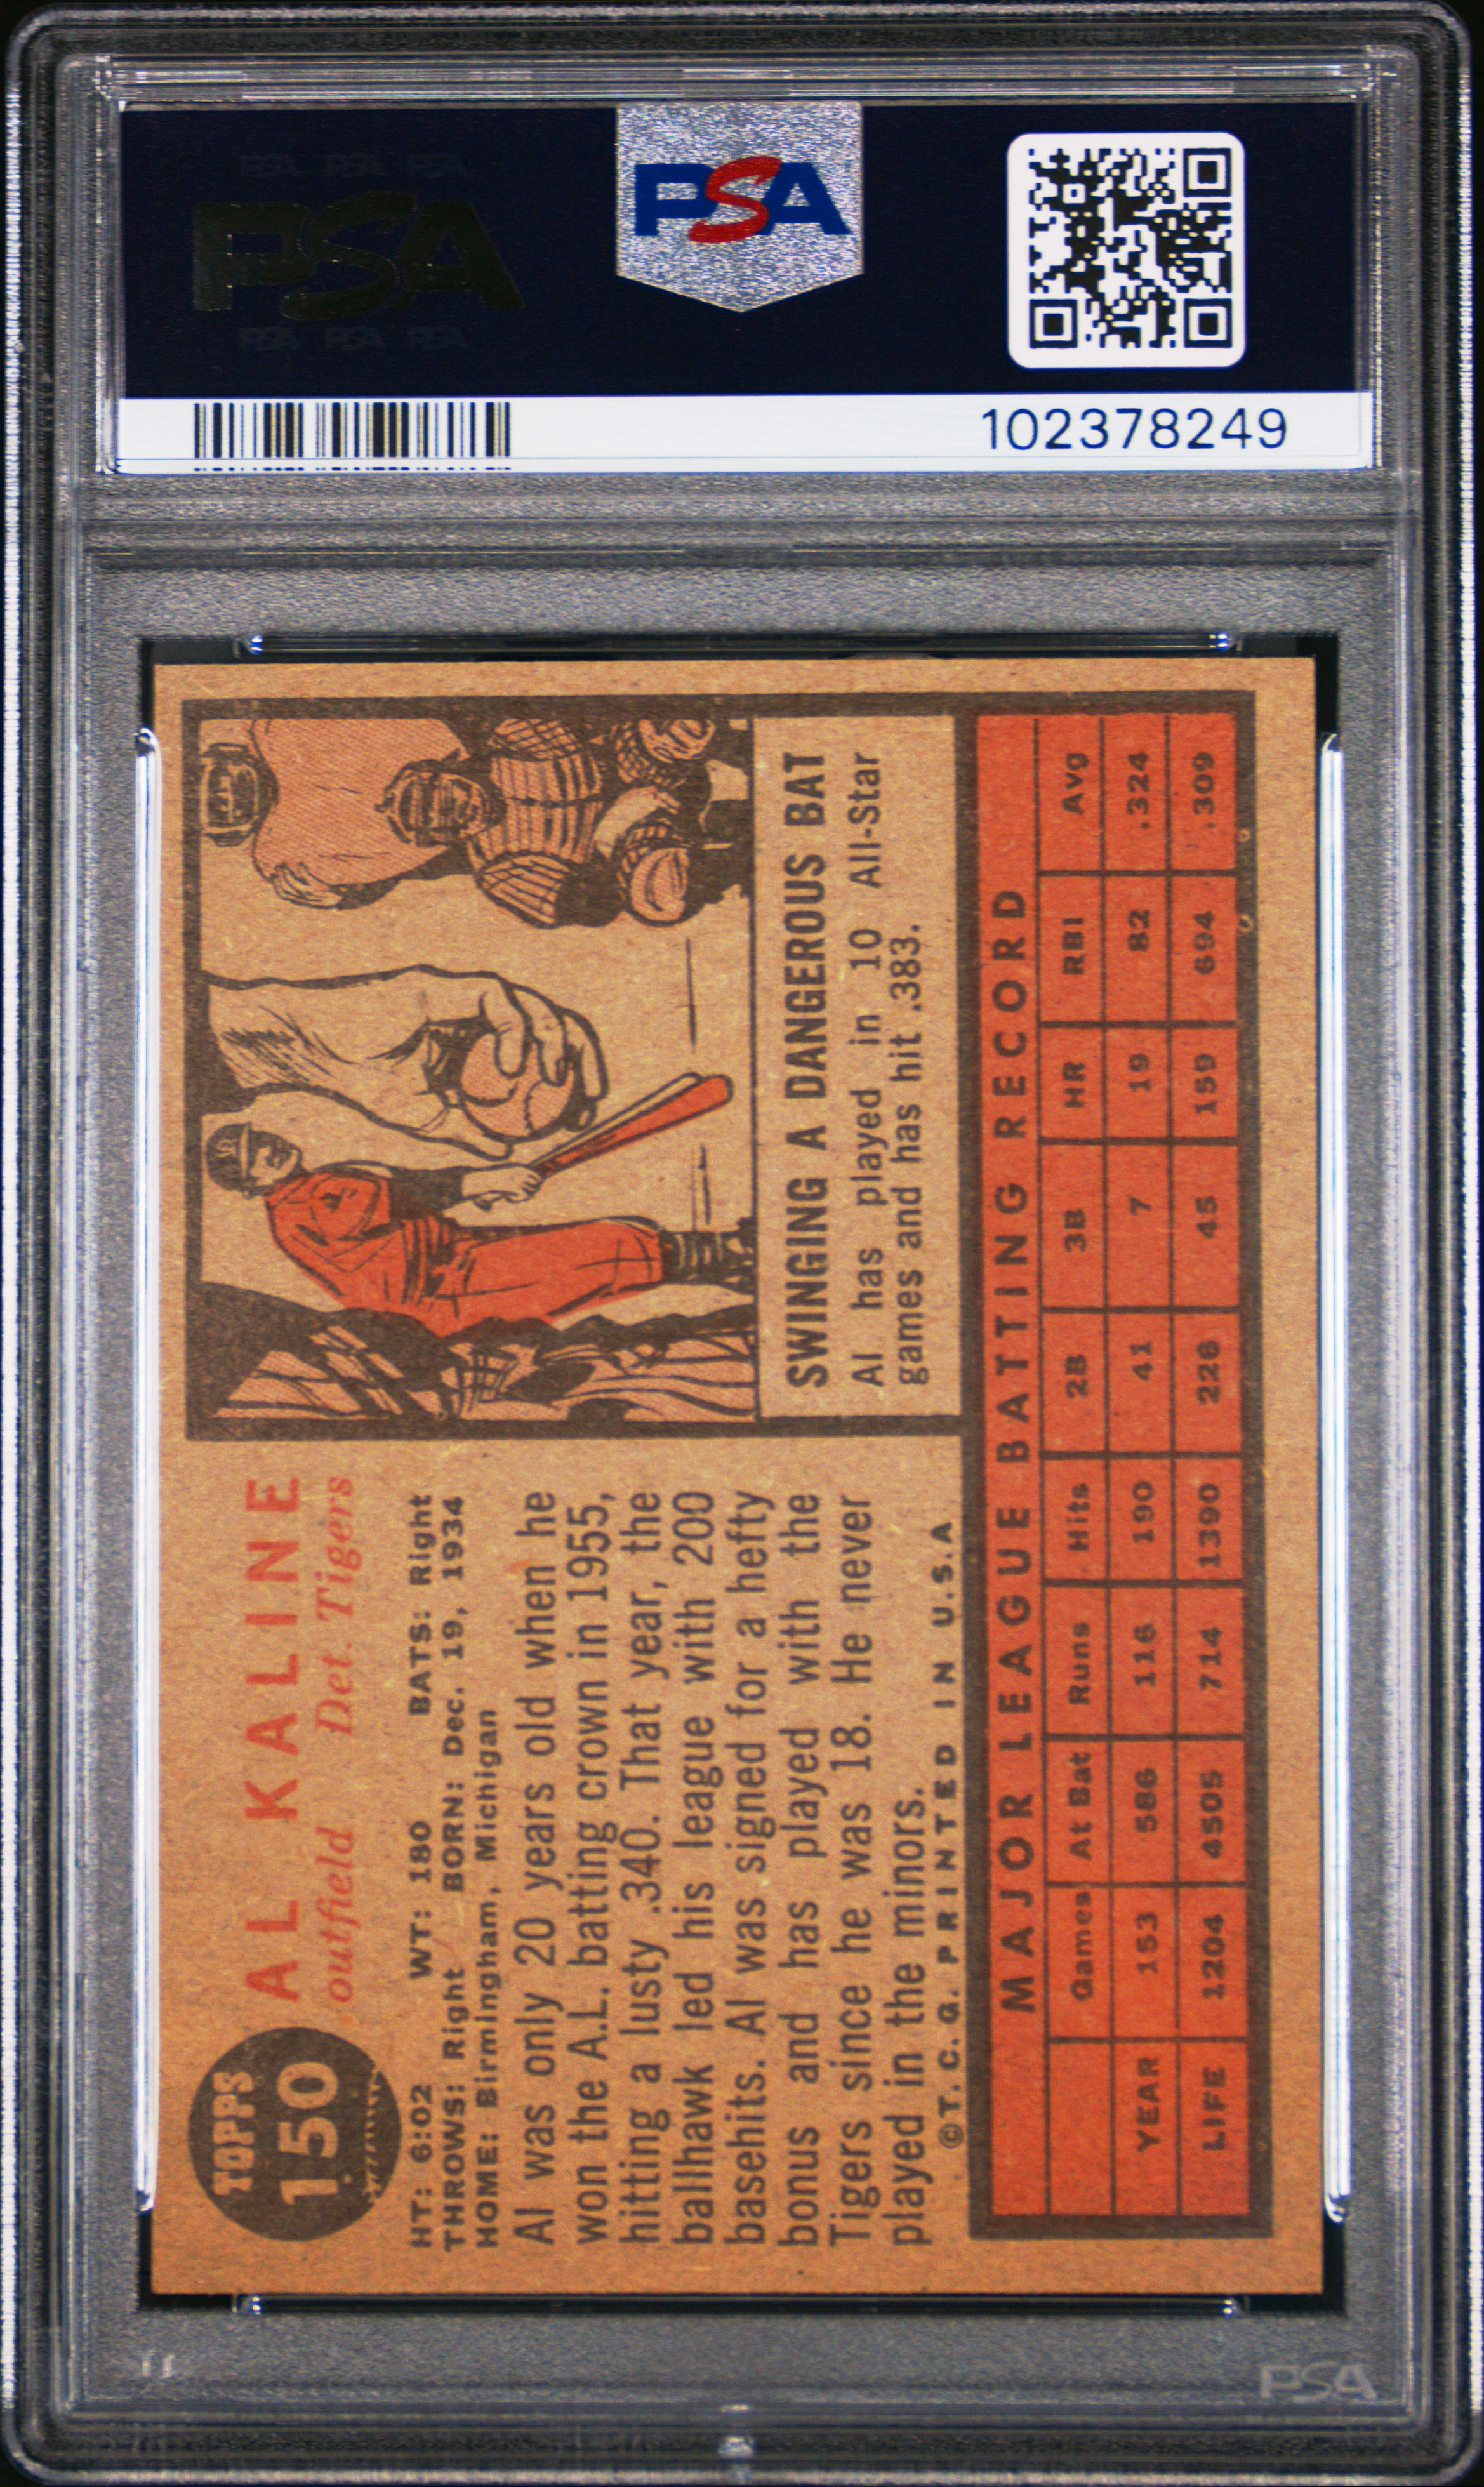 PSA PSA PSA
PSA
PSA PSA PSA
PSA
102378249
TOPPS
150
AL KALINE
outfield Det. Tigers
HT: 6:02 WT: 180 BATS: Right
THROWS: Right BORN: Dec. 19, 1934
HOME: Birmingham, Michigan
Al was only 20 years old when he
won the A.L. batting crown in 1955,
hitting a lusty .340. That year, the
ballhawk led his league with 200
basehits. Al was signed for a hefty
bonus and has played with the
Tigers since he was 18. He never
played in the minors.
©T.C.G. PRINTED IN U.S.A
SWINGING A DANGEROUS BAT
Al has played in 10 All-Star
games and has hit .383.
MAJOR LEAGUE BATTING RECORD
Games At Bat Runs Hits 2B 3B HR RBI Avg
YEAR 153 586 116 190 41 7 19 82 .324
LIFE 1204 4505 714 1390 226 45 159 694 .309
PSA